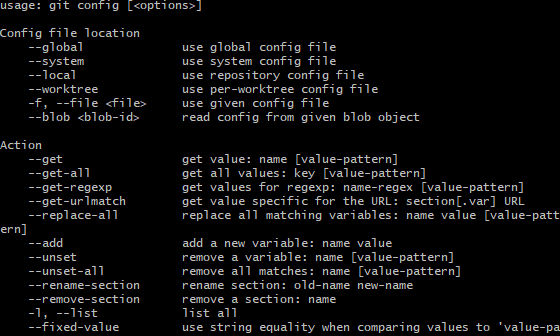 usage: git config [<options>]
Config file location
--global use global config file
--system use system config file
--local use repository config file
--worktree use per-worktree config file
-f, --file <file> use given config file
--blob <blob-id> read config from given blob object
Action
--get get value: name [value-pattern]
--get-all get all values: key [value-pattern]
--get-regexp get values for regexp: name-regex [value-pattern]
--get-urlmatch get value specific for the URL: section[.var] URL
--replace-all replace all matching variables: name value [value-patt
ern]
--add add a new variable: name value
--unset remove a variable: name [value-pattern]
--unset-all remove all matches: name [value-pattern]
--rename-section rename section: old-name new-name
--remove-section remove a section: name
-l, --list list all
--fixed-value use string equality when comparing values to 'value-pa